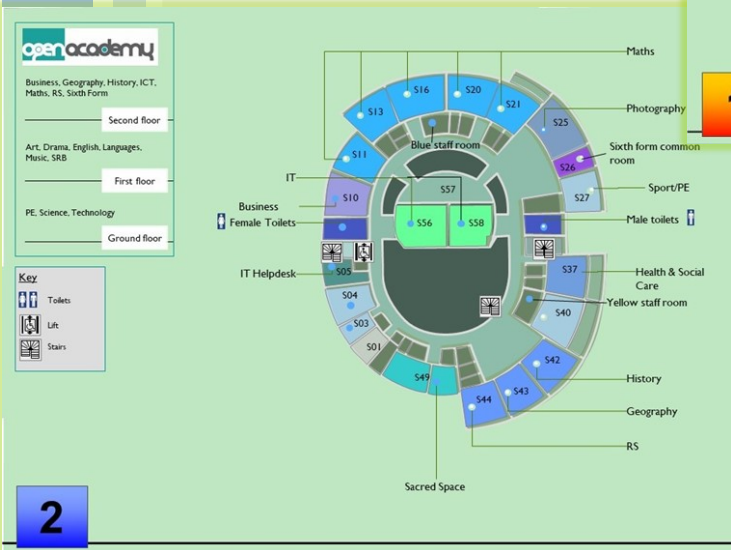 openacademy
Business, Geography, History, ICT,
Maths, RS, Sixth Form
Second floor
Art, Drama, English, Languages,
Music, SRB
First floor
PE, Science, Technology
Ground floor
Key
Toilets
Lift
Stairs
Maths
S16
S20
S13
S21
Photography
S25
Blue staff room
Sixth form common
room
S11
S26
IT
S57
Sport/PE
S27
Business
S10
Female Toilets
S56
S58
Male toilets
IT Helpdesk
S05
S37
Health & Social
Care
S04
Yellow staff room
S03
S40
S01
S42
S49
S43
S44
History
Geography
RS
Sacred Space
2